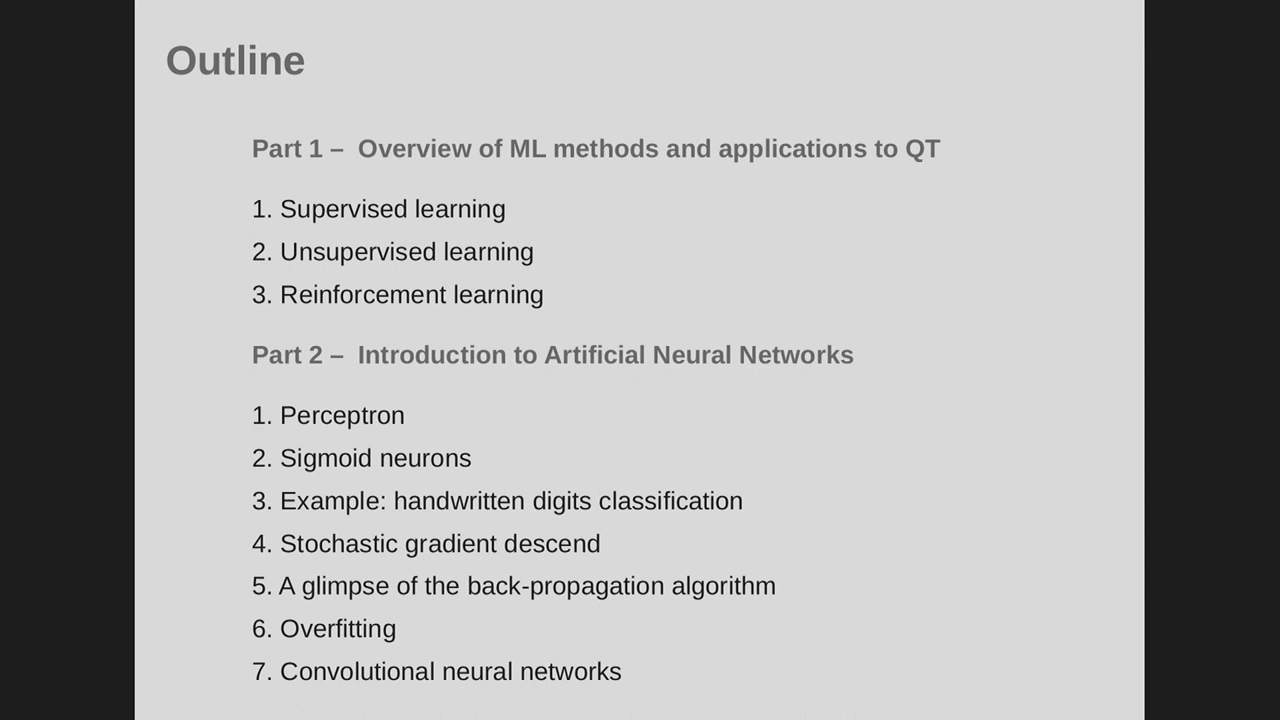 Outline
Part 1 – Overview of ML methods and applications to QT
1. Supervised learning
2. Unsupervised learning
3. Reinforcement learning
Part 2 – Introduction to Artificial Neural Networks
1. Perceptron
2. Sigmoid neurons
3. Example: handwritten digits classification
4. Stochastic gradient descend
5. A glimpse of the back-propagation algorithm
6. Overfitting
7. Convolutional neural networks